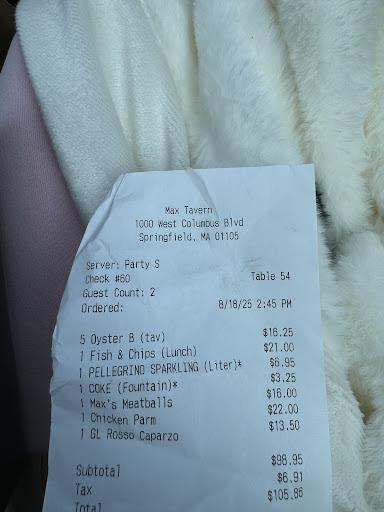 Max Tavern
1000 West Columbus Blvd
Springfield, MA 01105
Server: Party S
Check #60 Table 54
Guest Count: 2
Ordered: 8/18/25 2:45 PM
5 Oyster B (tav) $16.25
1 Fish & Chips (Lunch) $21.00
1 PELLEGRINO SPARKLING (Liter)* $6.95
1 COKE (Fountain)* $3.25
1 Max's Meatballs $16.00
1 Chicken Parm $22.00
1 GL Rosso Caparzo $13.50
Subtotal $98.95
Tax $6.91
Total $105.86